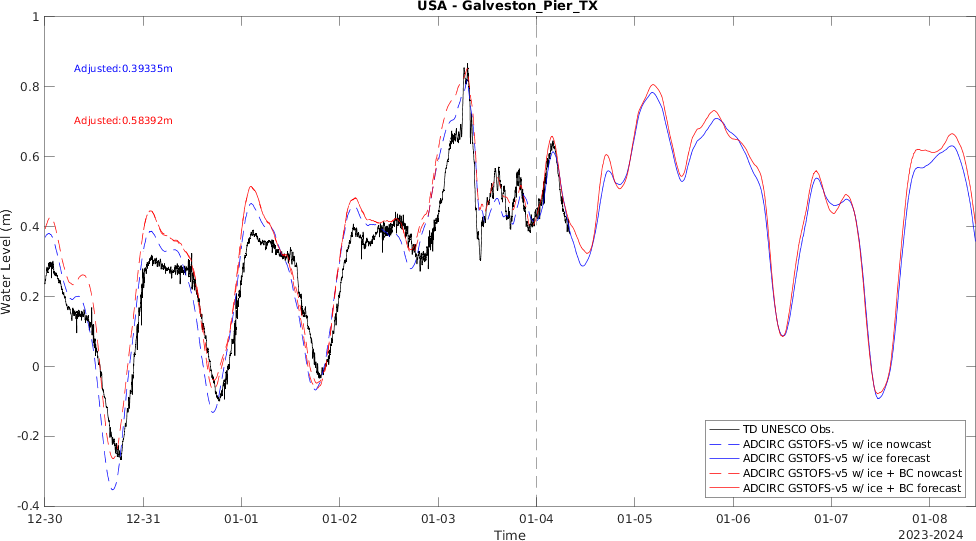 USA - Galveston_Pier_TX
Adjusted:0.39335m
Adjusted:0.58392m
Water Level (m)
1
0.8
0.6
0.4
0.2
0
-0.2
-0.4
TD UNESCO Obs.
ADCIRC GSTOFS-v5 w/ ice nowcast
ADCIRC GSTOFS-v5 w/ ice forecast
ADCIRC GSTOFS-v5 w/ ice + BC nowcast
ADCIRC GSTOFS-v5 w/ ice + BC forecast
12-30 12-31 01-01 01-02 01-03 01-04 01-05 01-06 01-07 01-08
Time
2023-2024